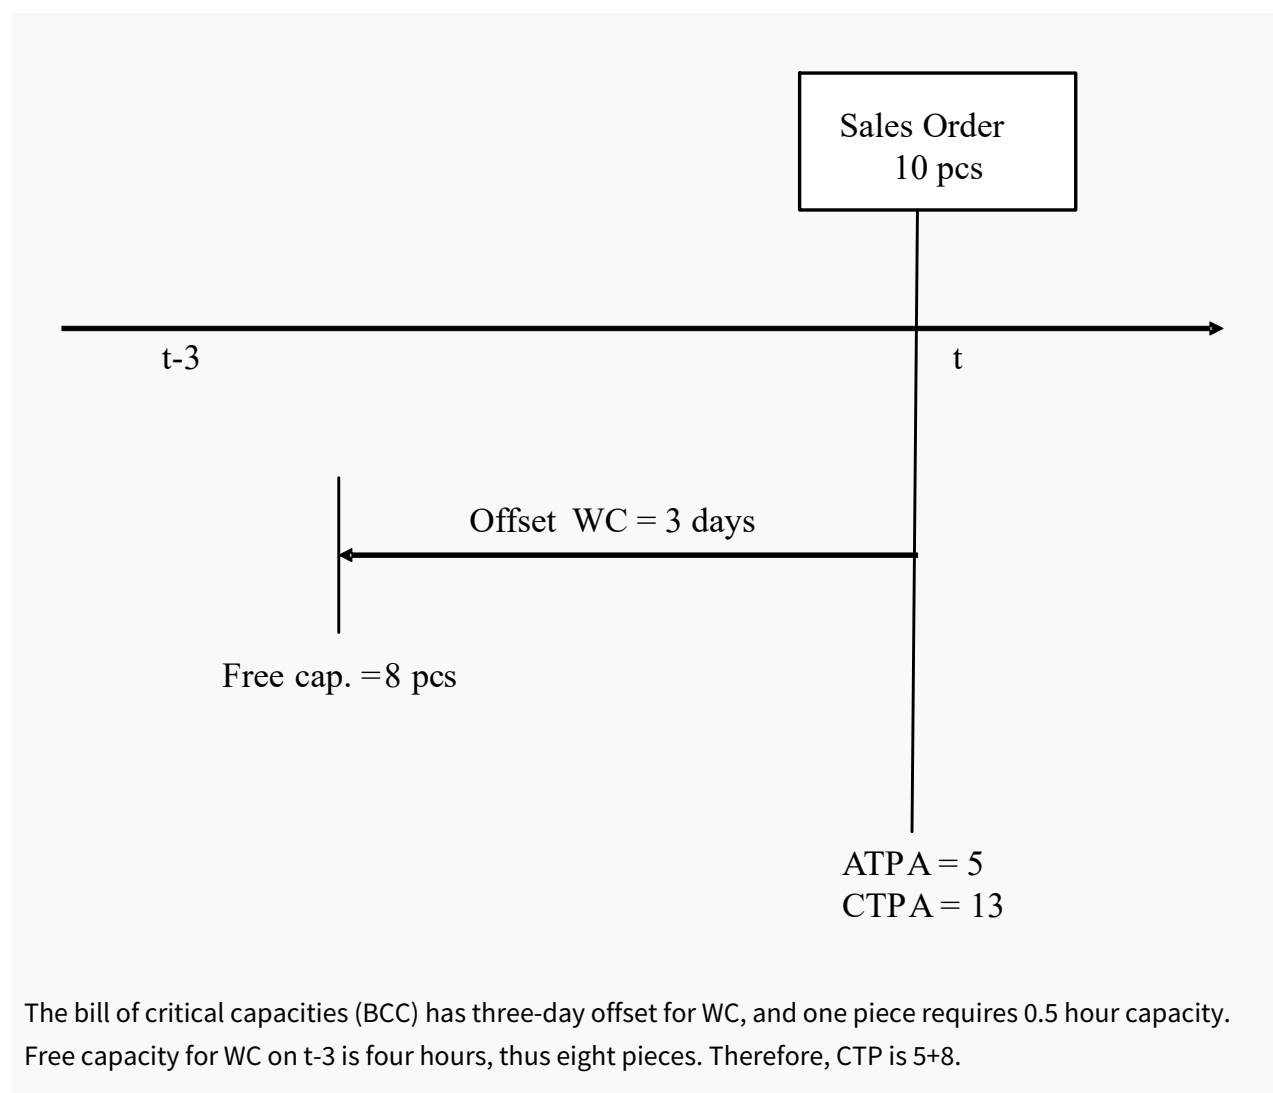 Sales Order
10 pcs
t-3
t
Offset WC = 3 days
Free cap. =8 pcs
ATP A = 5
CTP A = 13
The bill of critical capacities (BCC) has three-day offset for WC, and one piece requires 0.5 hour capacity.
Free capacity for WC on t-3 is four hours, thus eight pieces. Therefore, CTP is 5+8.